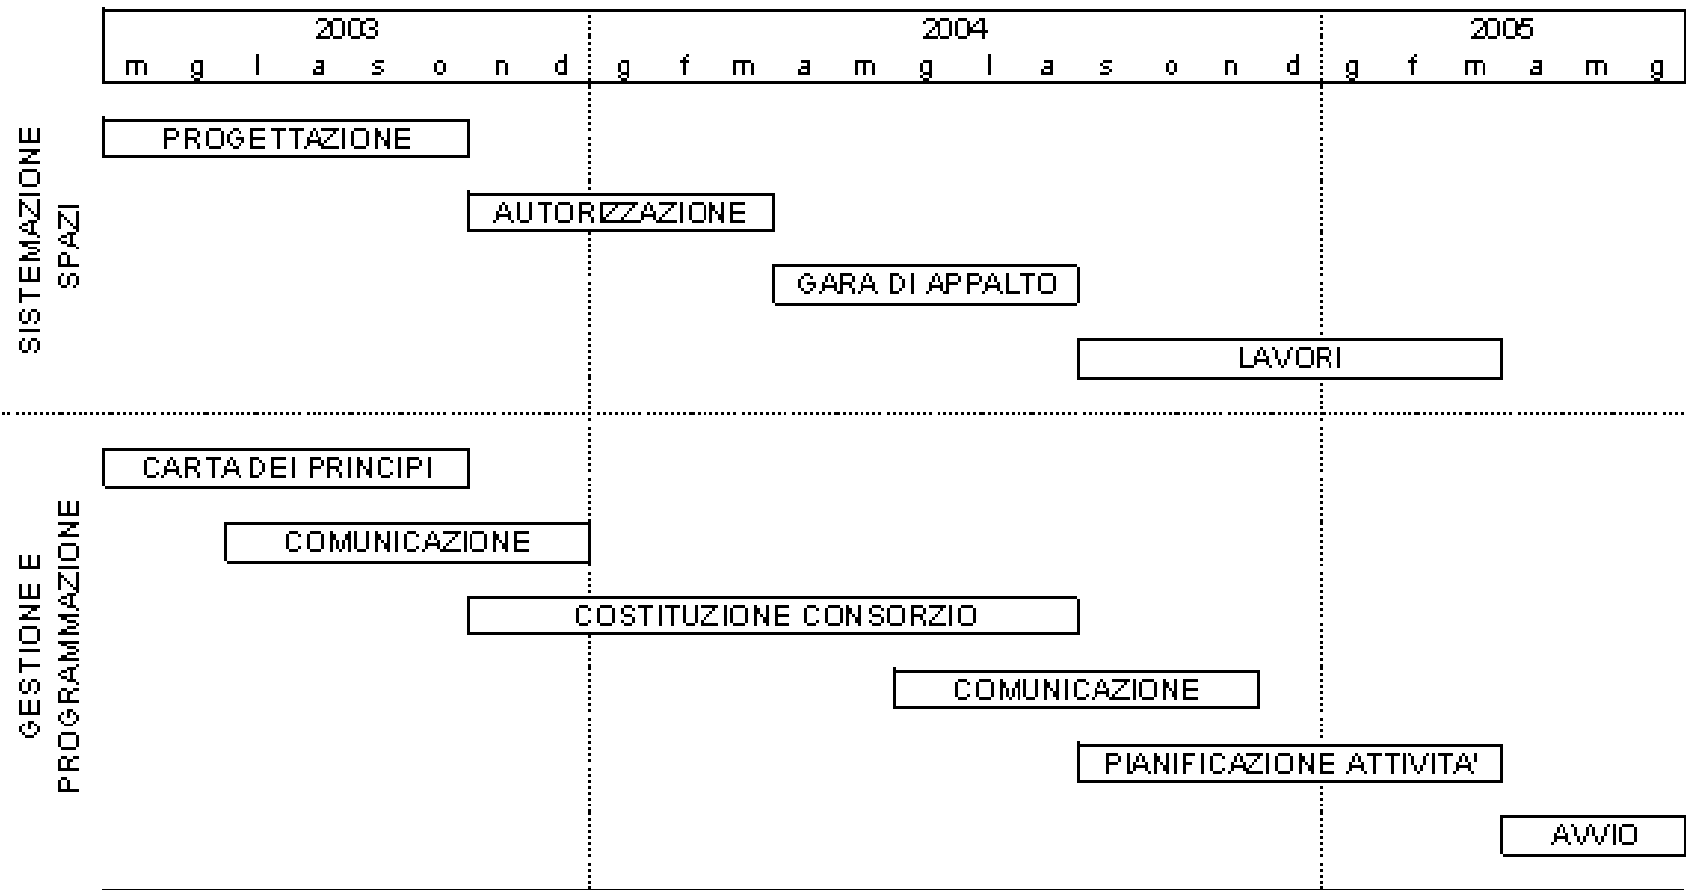 2003 2004 2005
m g l a s o n d g f m a m g l a s o n d g f m a m g
SISTEMAZIONE
SPAZI
PROGETTAZIONE
AUTORIZZAZIONE
GARA DI APPALTO
LAVORI
GESTIONE E
PROGRAMMAZIONE
CARTA DEI PRINCIPI
COMUNICAZIONE
COSTITUZIONE CONSORZIO
COMUNICAZIONE
PIANIFICAZIONE ATTIVITA'
AVVIO